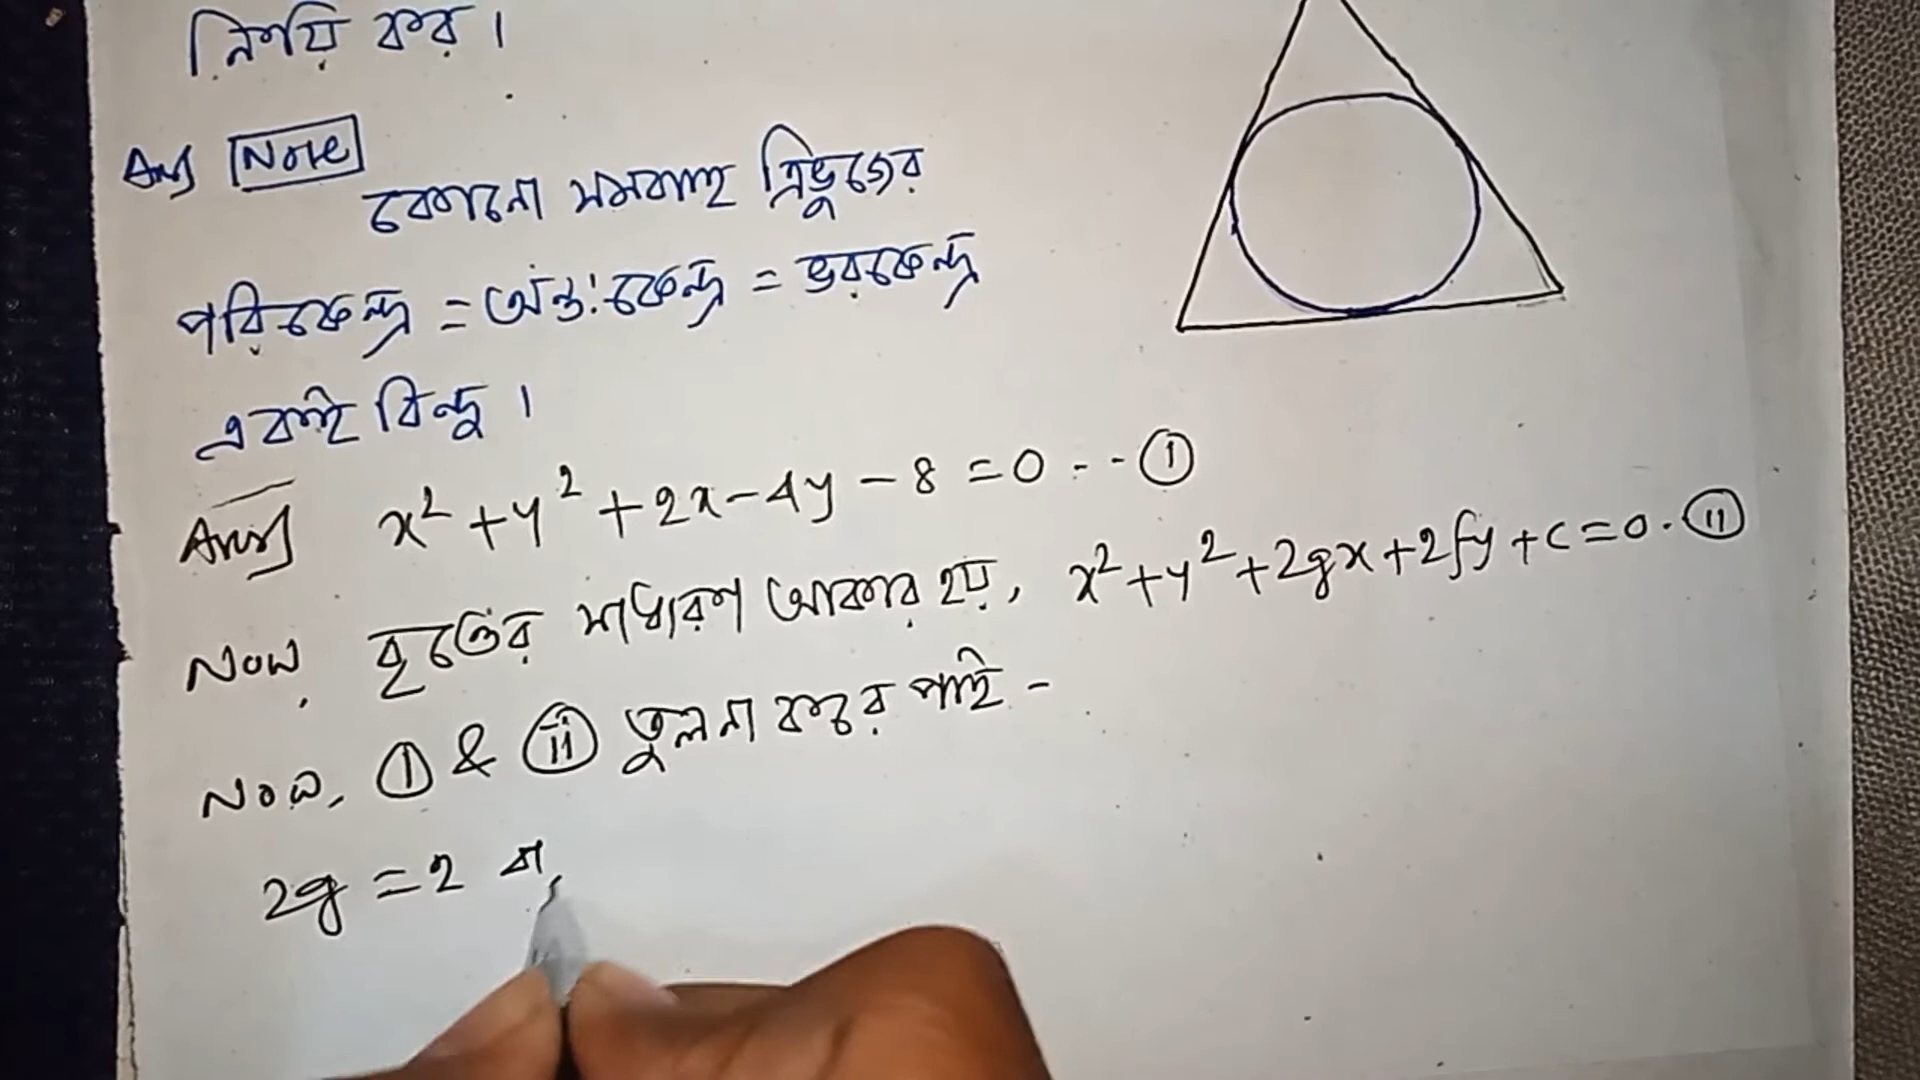 নির্ণয় কর।
Ans Note
কোনো সমবাহু ত্রিভুজের
পরিকেন্দ্র = অন্ত:কেন্দ্র = ভরকেন্দ্র
একই বিন্দু।
Ans x² + y² + 2x - 4y - 8 = 0 - - ①
Now, বৃত্তের সাধারণ আকার হয়, x² + y² + 2gx + 2fy + c = 0 . ⑪
Now, ① & ⑪ তুলনা করে পাই -
2g = 2 বা,